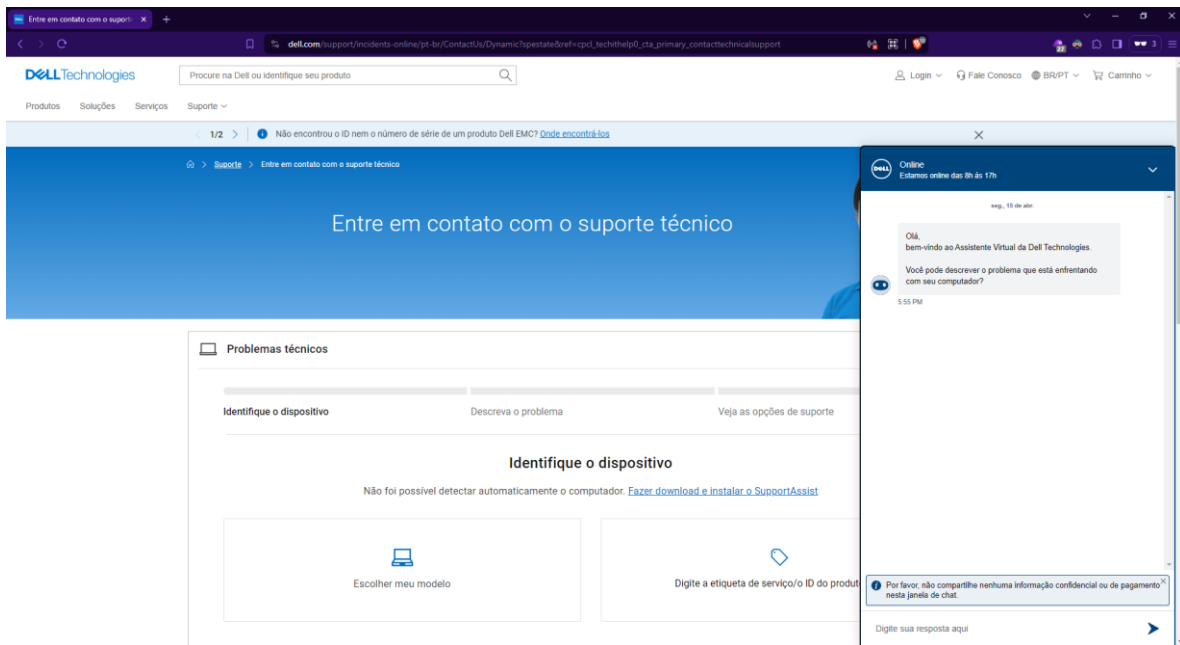 Entre em contato com o suport
dell.com/support/incidents-online/pt-br/ContactUs/Dynamic?spestate&ref=cpcl_techithelp0_cta_primary_contacttechnicalsupport
27
3
DELLTechnologies
Procure na Dell ou identifique seu produto
Login
Fale Conosco
BR/PT
Carrinho
Produtos
Soluções
Serviços
Suporte
1/2
Não encontrou o ID nem o número de série de um produto Dell EMC? Onde encontrá-los
Suporte > Entre em contato com o suporte técnico
Entre em contato com o suporte técnico
Problemas técnicos
Identifique o dispositivo
Descreva o problema
Veja as opções de suporte
Identifique o dispositivo
Não foi possível detectar automaticamente o computador. Fazer download e instalar o SupportAssist
Escolher meu modelo
Digite a etiqueta de serviço/o ID do produt
DELL
Online
Estamos online das 8h às 17h
seg., 15 de abr.
Olá,
bem-vindo ao Assistente Virtual da Dell Technologies.
Você pode descrever o problema que está enfrentando
com seu computador?
5:55 PM
Por favor, não compartilhe nenhuma informação confidencial ou de pagamento
nesta janela de chat.
Digite sua resposta aqui